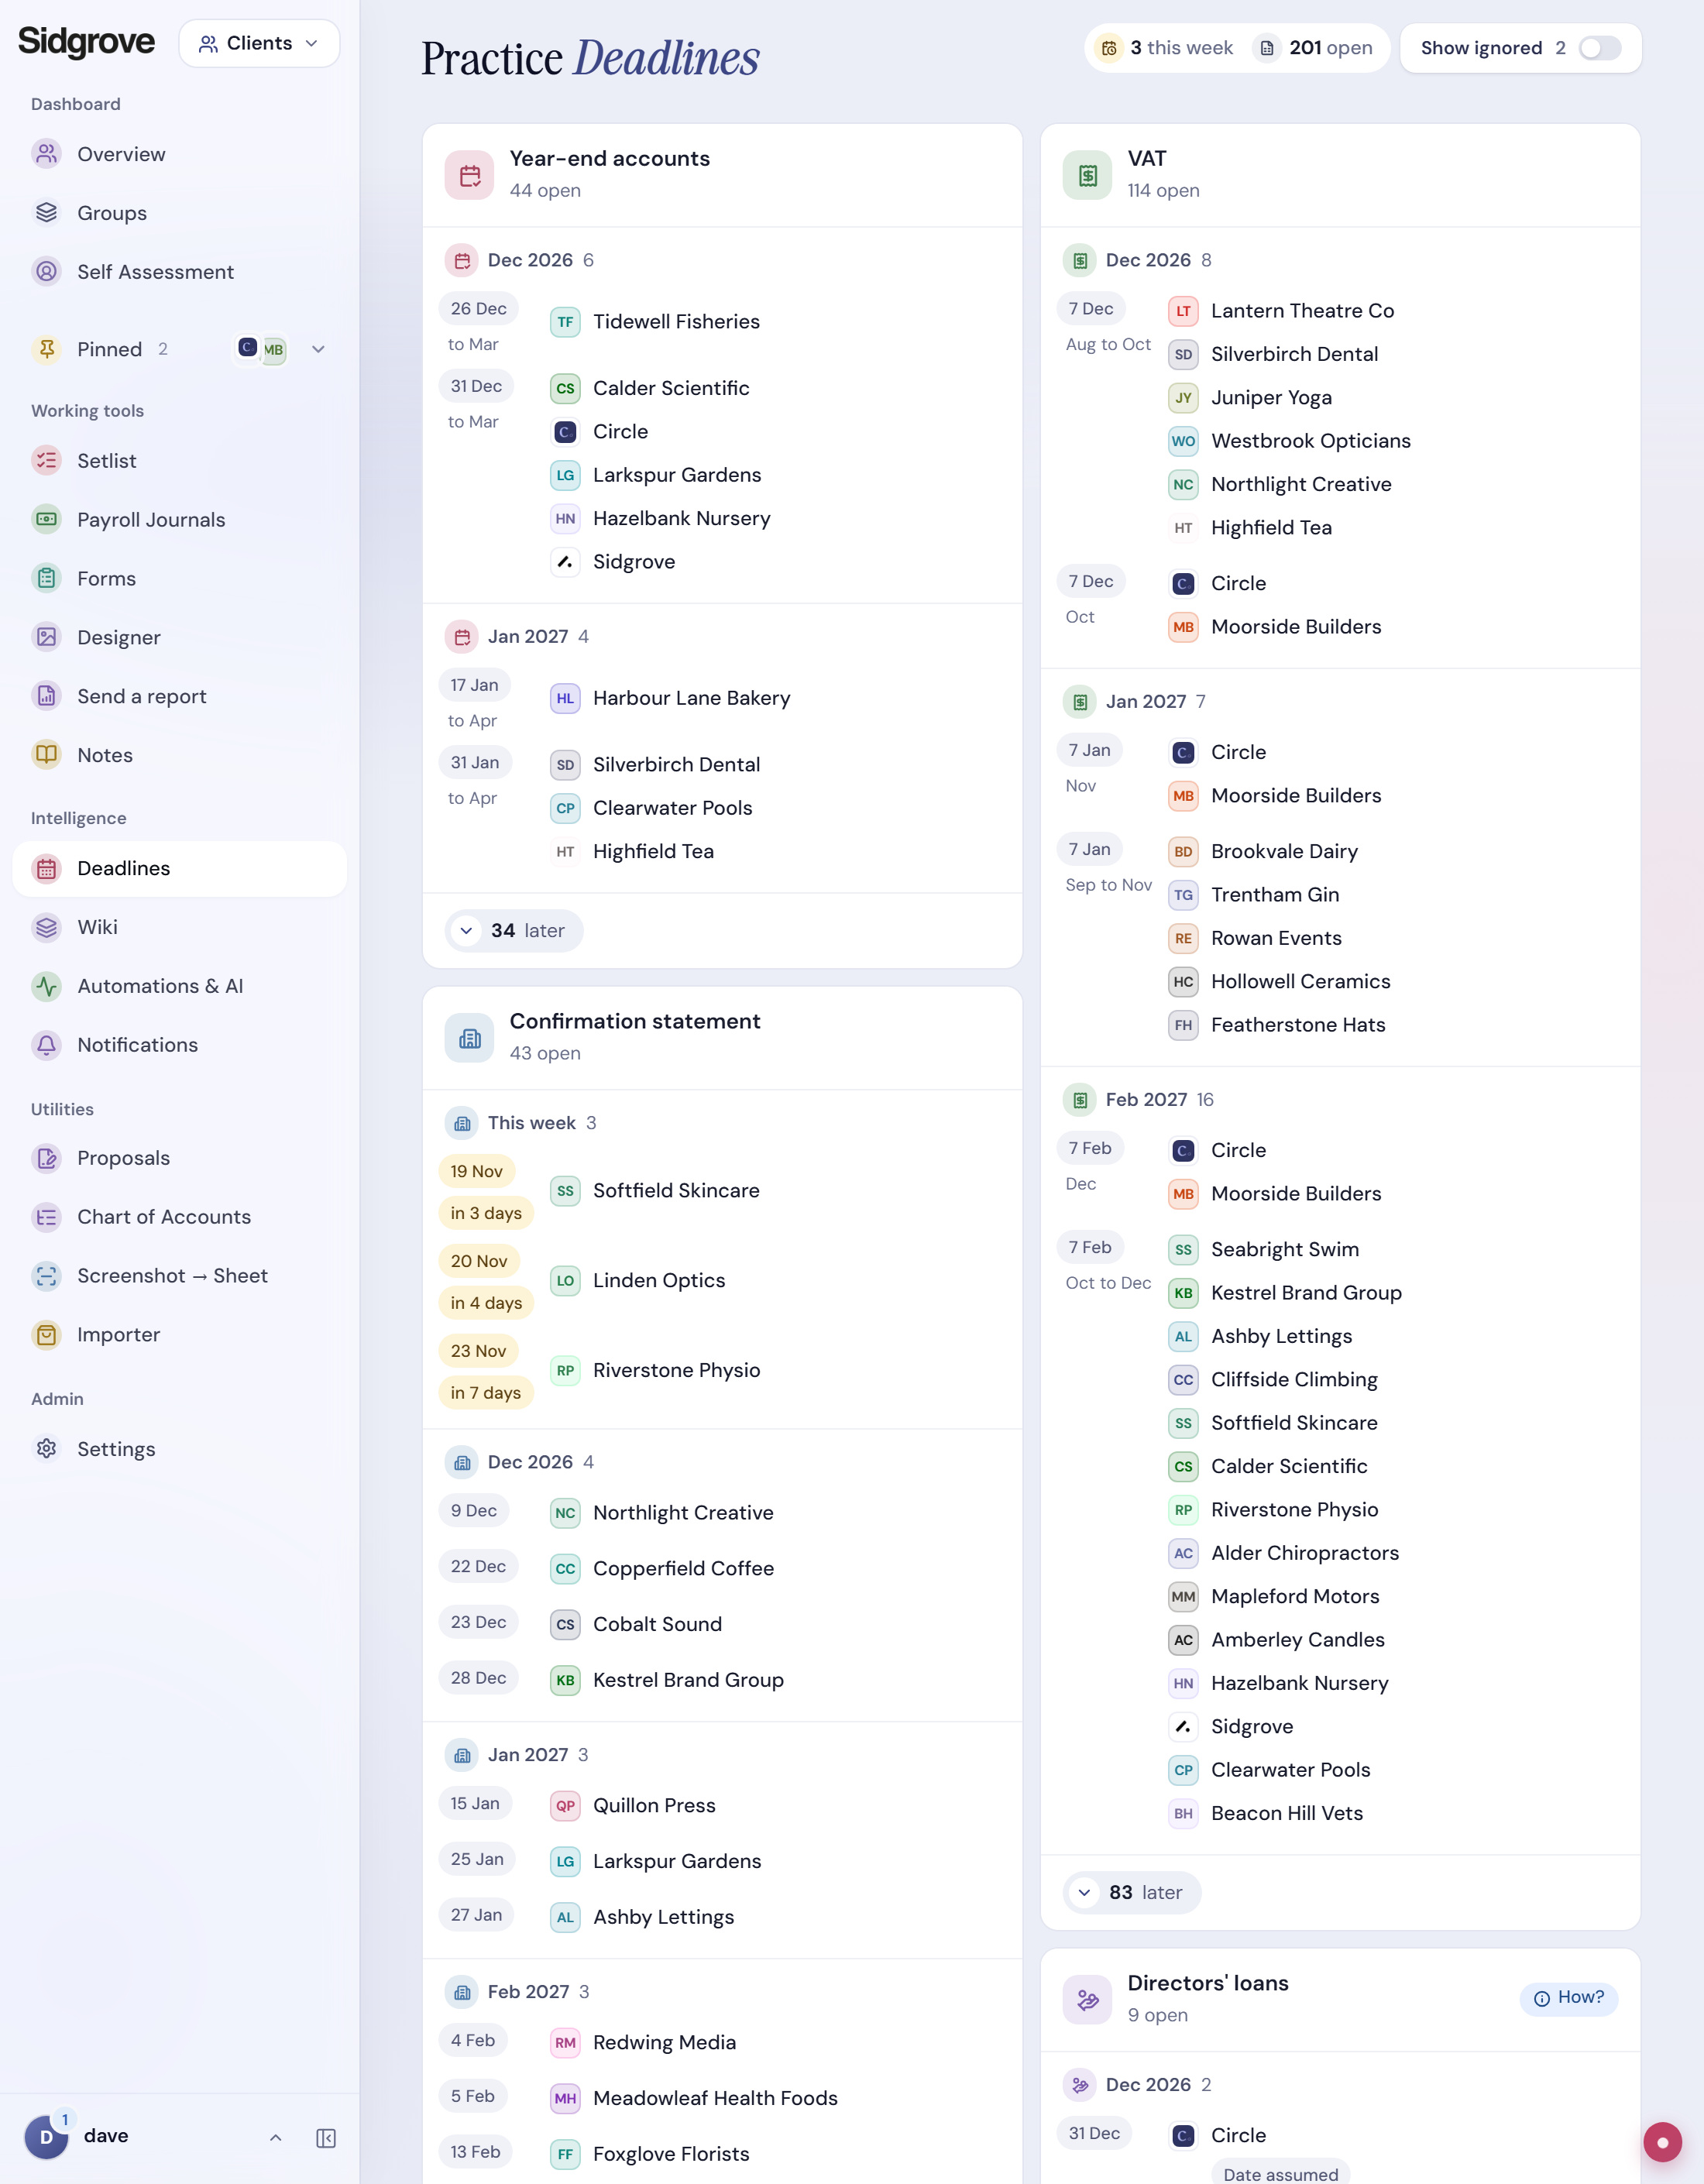 Sidgrove
Clients
Dashboard
Overview
Groups
Self Assessment
Pinned 2
C MB
Working tools
Setlist
Payroll Journals
Forms
Designer
Send a report
Notes
Intelligence
Deadlines
Wiki
Automations & AI
Notifications
Utilities
Proposals
Chart of Accounts
Screenshot → Sheet
Importer
Admin
Settings
D 1 dave
Practice Deadlines
3 this week
201 open
Show ignored 2
Year-end accounts
44 open
Dec 2026 6
26 Dec
to Mar
TF Tidewell Fisheries
31 Dec
to Mar
CS Calder Scientific
C Circle
LG Larkspur Gardens
HN Hazelbank Nursery
Sidgrove
Jan 2027 4
17 Jan
to Apr
HL Harbour Lane Bakery
31 Jan
to Apr
SD Silverbirch Dental
CP Clearwater Pools
HT Highfield Tea
34 later
Confirmation statement
43 open
This week 3
19 Nov
in 3 days
SS Softfield Skincare
20 Nov
in 4 days
LO Linden Optics
23 Nov
in 7 days
RP Riverstone Physio
Dec 2026 4
9 Dec NC Northlight Creative
22 Dec CC Copperfield Coffee
23 Dec CS Cobalt Sound
28 Dec KB Kestrel Brand Group
Jan 2027 3
15 Jan QP Quillon Press
25 Jan LG Larkspur Gardens
27 Jan AL Ashby Lettings
Feb 2027 3
4 Feb RM Redwing Media
5 Feb MH Meadowleaf Health Foods
13 Feb FF Foxglove Florists
VAT
114 open
Dec 2026 8
7 Dec
Aug to Oct
LT Lantern Theatre Co
SD Silverbirch Dental
JY Juniper Yoga
WO Westbrook Opticians
NC Northlight Creative
HT Highfield Tea
7 Dec
Oct
C Circle
MB Moorside Builders
Jan 2027 7
7 Jan
Nov
C Circle
MB Moorside Builders
7 Jan
Sep to Nov
BD Brookvale Dairy
TG Trentham Gin
RE Rowan Events
HC Hollowell Ceramics
FH Featherstone Hats
Feb 2027 16
7 Feb
Dec
C Circle
MB Moorside Builders
7 Feb
Oct to Dec
SS Seabright Swim
KB Kestrel Brand Group
AL Ashby Lettings
CC Cliffside Climbing
SS Softfield Skincare
CS Calder Scientific
RP Riverstone Physio
AC Alder Chiropractors
MM Mapleford Motors
AC Amberley Candles
HN Hazelbank Nursery
Sidgrove
CP Clearwater Pools
BH Beacon Hill Vets
83 later
Directors' loans
9 open
How?
Dec 2026 2
31 Dec
C Circle
Date assumed